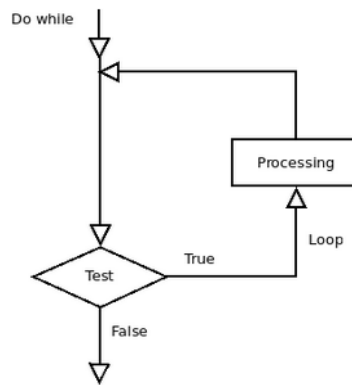 Do while
Processing
Loop
True
Test
False